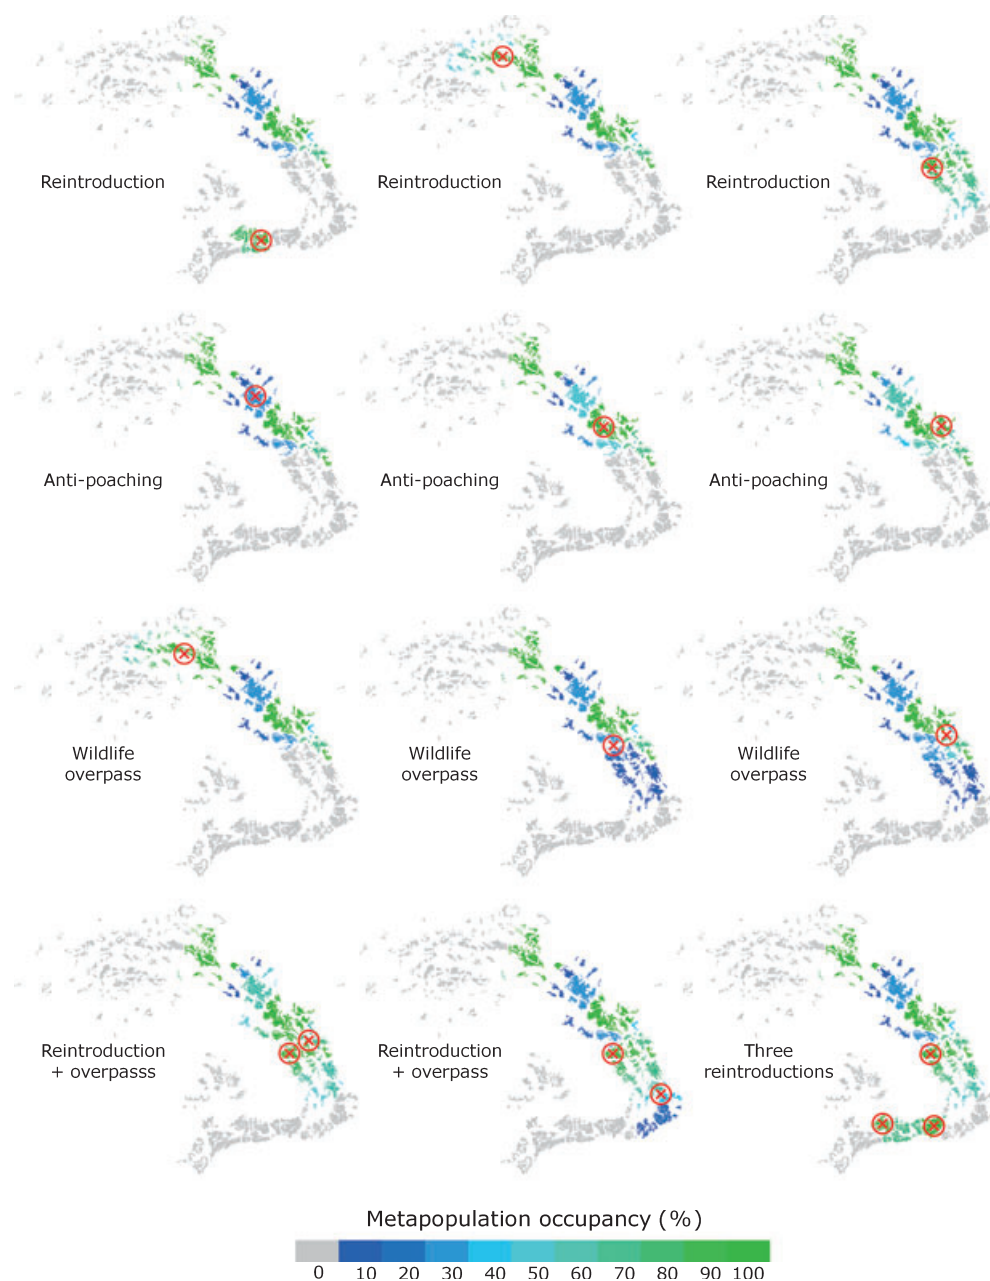 Reintroduction
Reintroduction
Reintroduction
Anti-poaching
Anti-poaching
Anti-poaching
Wildlife
overpass
Wildlife
overpass
Wildlife
overpass
Reintroduction
+ overpasss
Reintroduction
+ overpass
Three
reintroductions
Metapopulation occupancy (%)
0 10 20 30 40 50 60 70 80 90 100